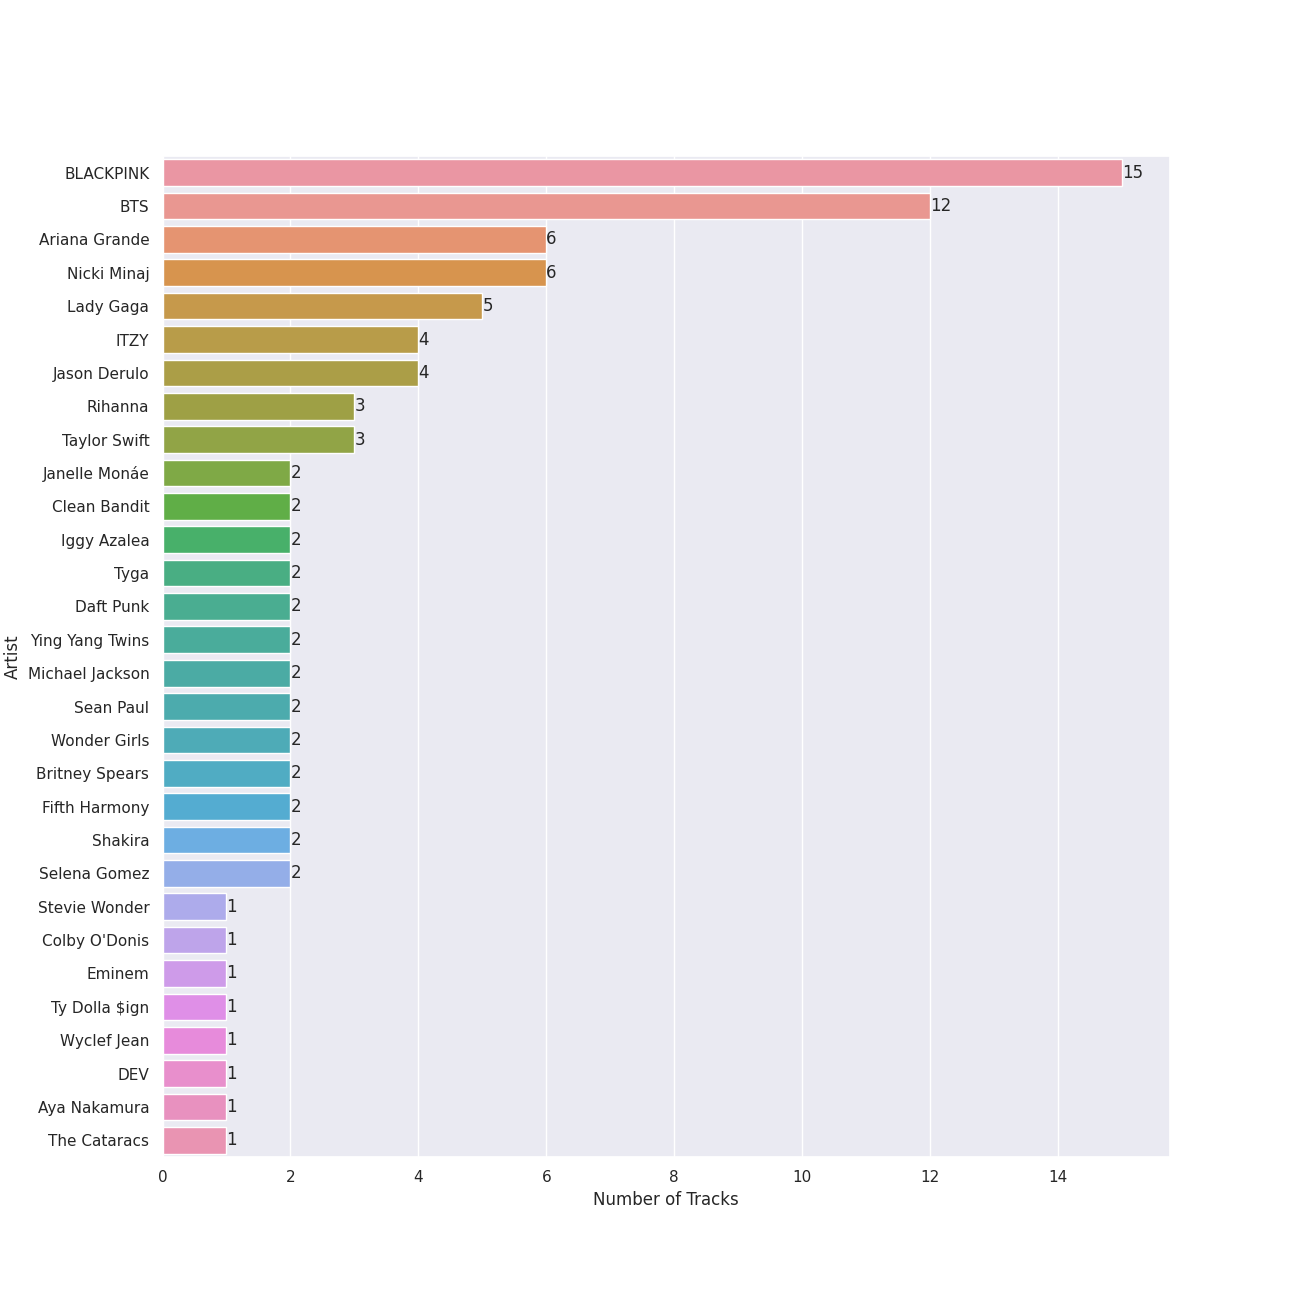 BLACKPINK 15
BTS 12
Ariana Grande 6
Nicki Minaj 6
Lady Gaga 5
ITZY 4
Jason Derulo 4
Rihanna 3
Taylor Swift 3
Janelle Monáe 2
Clean Bandit 2
Iggy Azalea 2
Tyga 2
Daft Punk 2
Ying Yang Twins 2
Michael Jackson 2
Sean Paul 2
Wonder Girls 2
Britney Spears 2
Fifth Harmony 2
Shakira 2
Selena Gomez 2
Stevie Wonder 1
Colby O'Donis 1
Eminem 1
Ty Dolla $ign 1
Wyclef Jean 1
DEV 1
Aya Nakamura 1
The Cataracs 1
Artist
0 2 4 6 8 10 12 14
Number of Tracks